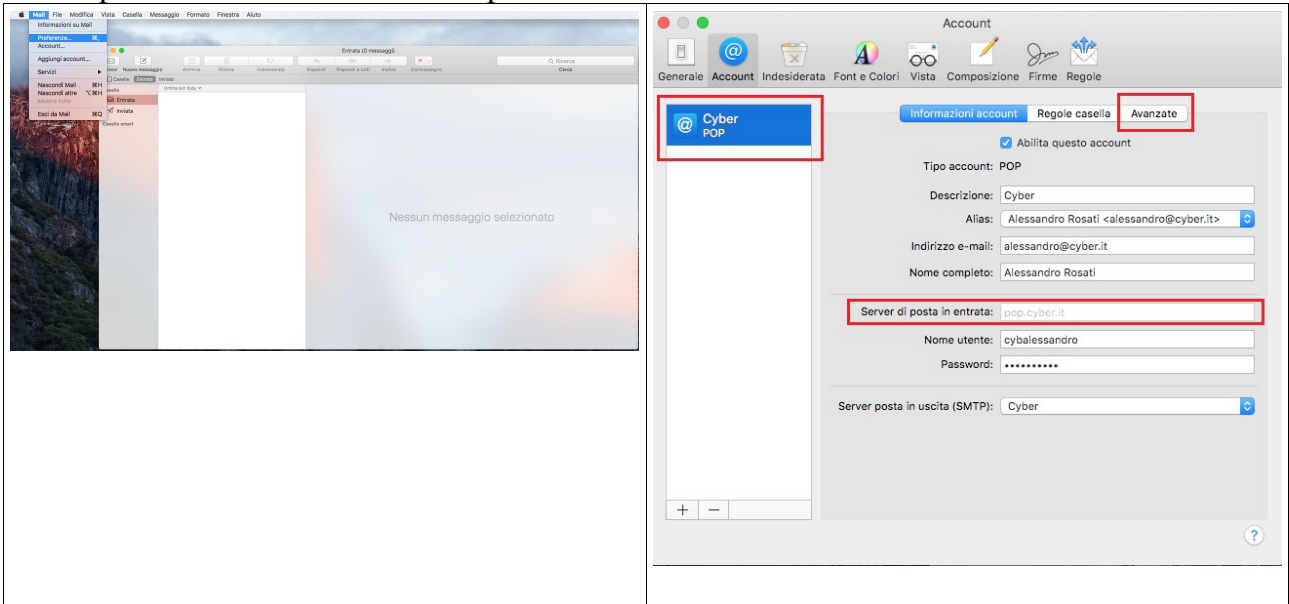 Mail File Modifica Vista Casella Messaggio Formato Finestra Aiuto
Informazioni su Mail
Preferenze... ⌘,
Account...
Aggiungi account...
Servizi
Nascondi Mail ⌘H
Nascondi altre ⌥⌘H
Mostra tutte
Esci da Mail ⌘Q
Entrata (0 messaggi)
Nuovo messaggio Archivia Elimina Indesiderata Rispondi Rispondi a tutti Inoltra Contrassegno
Ricerca
Cerca
Caselle Entrata Inviata
Ordina per data
Entrata
Inviata
Caselle smart
Nessun messaggio selezionato
Account
Generale Account Indesiderata Font e Colori Vista Composizione Firme Regole
Cyber
POP
Informazioni account Regole casella Avanzate
Abilita questo account
Tipo account: POP
Descrizione: Cyber
Alias: Alessandro Rosati <alessandro@cyber.it>
Indirizzo e-mail: alessandro@cyber.it
Nome completo: Alessandro Rosati
Server di posta in entrata: pop.cyber.it
Nome utente: cybalessandro
Password: ••••••••••
Server posta in uscita (SMTP): Cyber
+ −
?